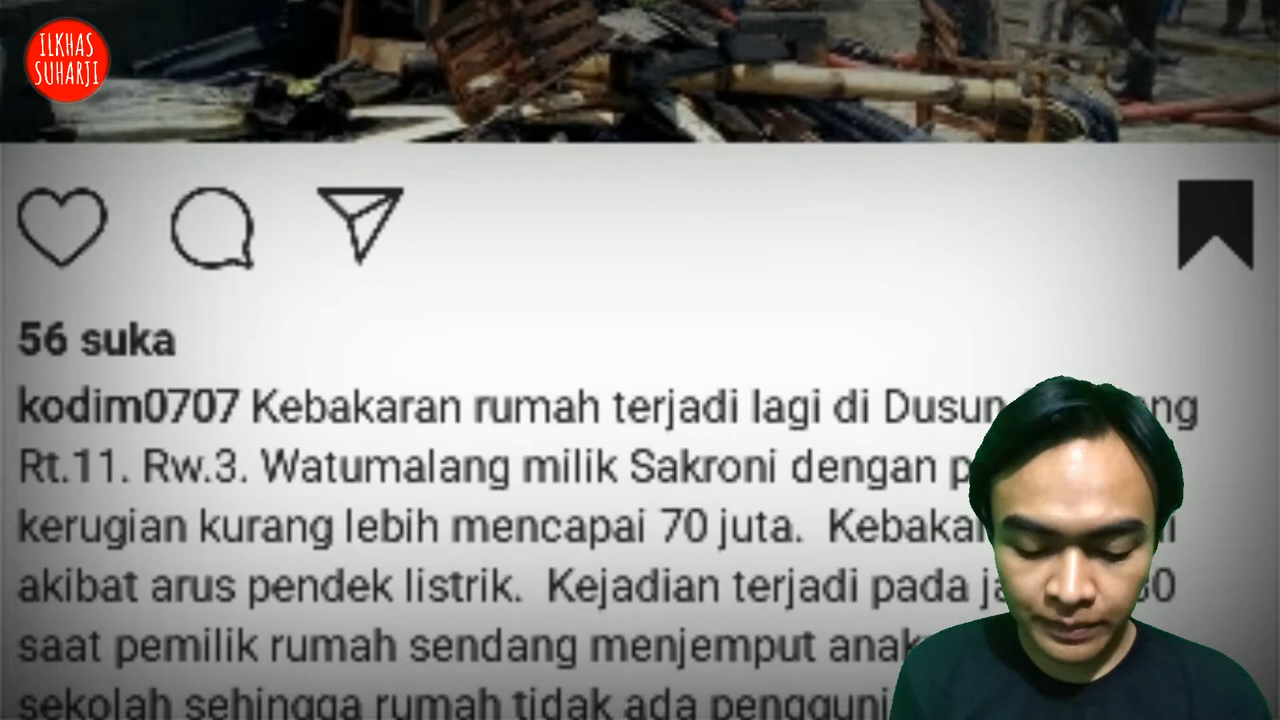 ILKHAS
SUHARJI
56 suka
kodim0707 Kebakaran rumah terjadi lagi di Dusun
Rt.11. Rw.3. Watumalang milik Sakroni dengan
kerugian kurang lebih mencapai 70 juta. Kebakar
akibat arus pendek listrik. Kejadian terjadi pada
saat pemilik rumah sendang menjemput anak
sekolah sehingga rumah tidak ada pengguni